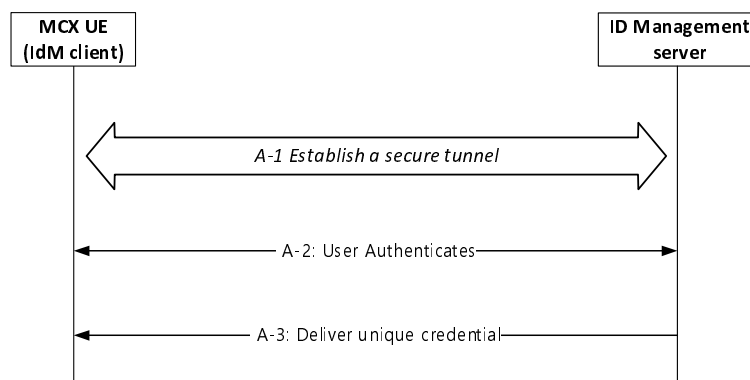 MCX UE
(IdM client)
ID Management
server
A-1 Establish a secure tunnel
A-2: User Authenticates
A-3: Deliver unique credential